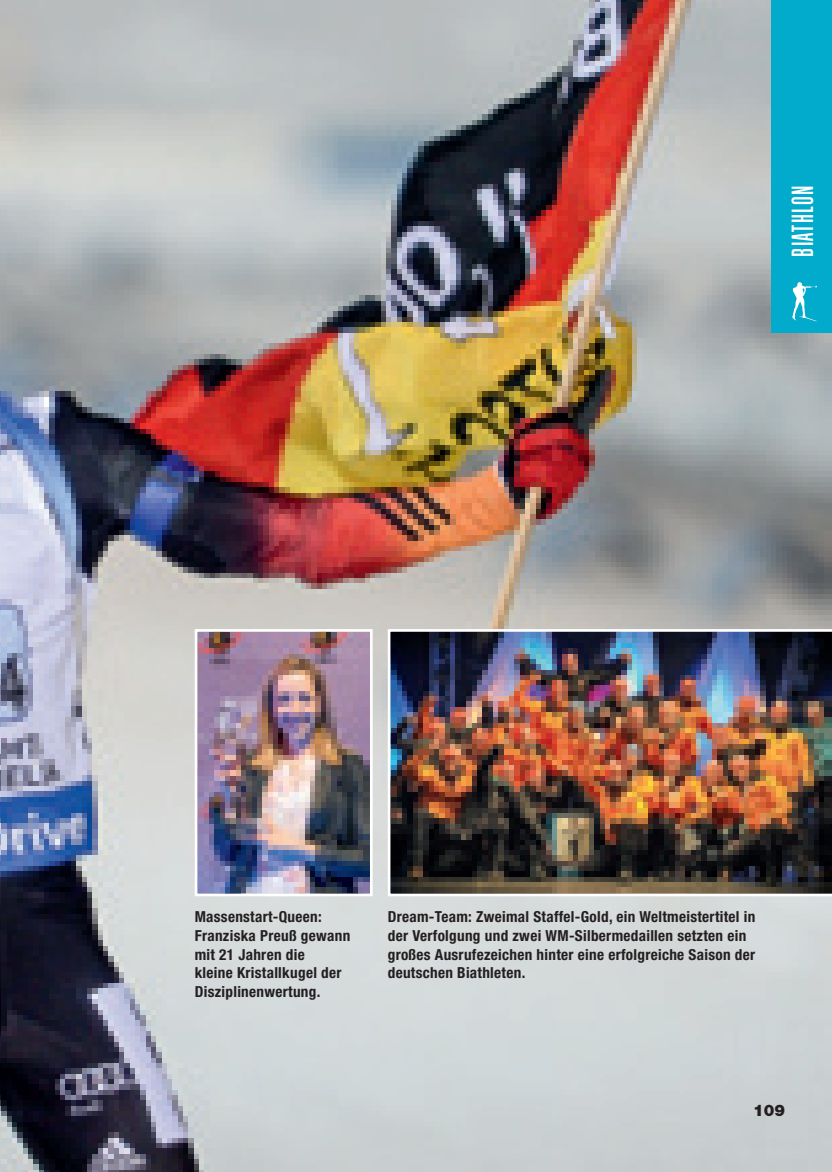 BIATHLON
4
Massenstart-Queen:
Franziska Preuß gewann
mit 21 Jahren die
kleine Kristallkugel der
Disziplinenwertung.
Dream-Team: Zweimal Staffel-Gold, ein Weltmeistertitel in
der Verfolgung und zwei WM-Silbermedaillen setzten ein
großes Ausrufezeichen hinter eine erfolgreiche Saison der
deutschen Biathleten.
109